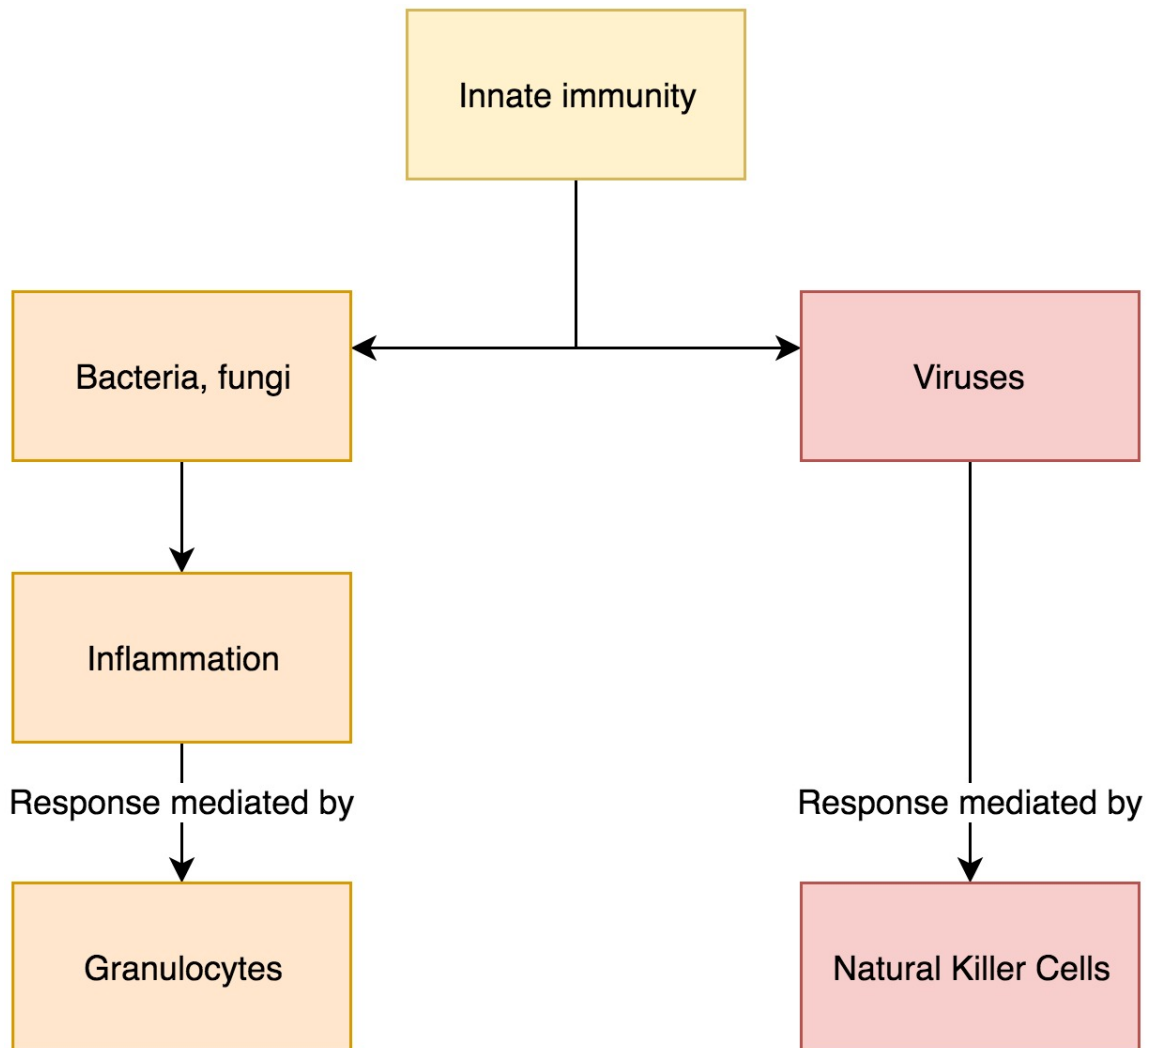 Innate immunity
Bacteria, fungi
Viruses
Inflammation
Response mediated by
Response mediated by
Granulocytes
Natural Killer Cells